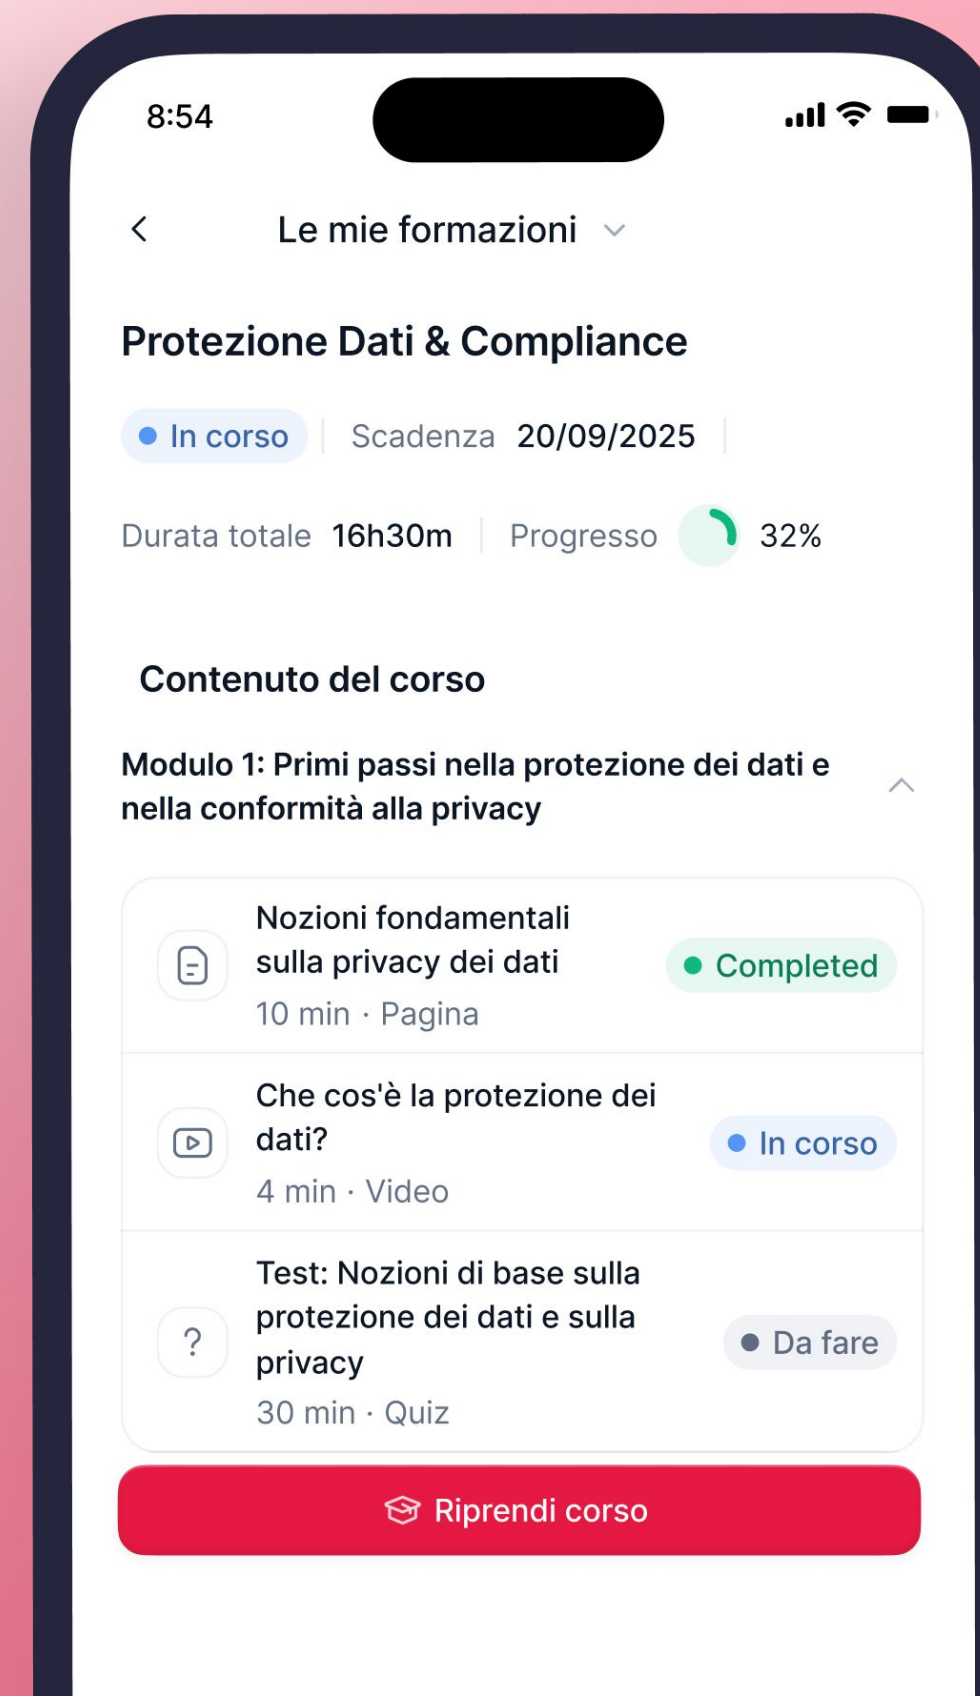 8:54
Le mie formazioni
Protezione Dati & Compliance
In corso Scadenza 20/09/2025
Durata totale 16h30m Progresso 32%
Contenuto del corso
Modulo 1: Primi passi nella protezione dei dati e
nella conformità alla privacy
Nozioni fondamentali
sulla privacy dei dati
10 min · Pagina
Completed
Che cos'è la protezione dei
dati?
4 min · Video
In corso
Test: Nozioni di base sulla
protezione dei dati e sulla
privacy
30 min · Quiz
Da fare
Riprendi corso